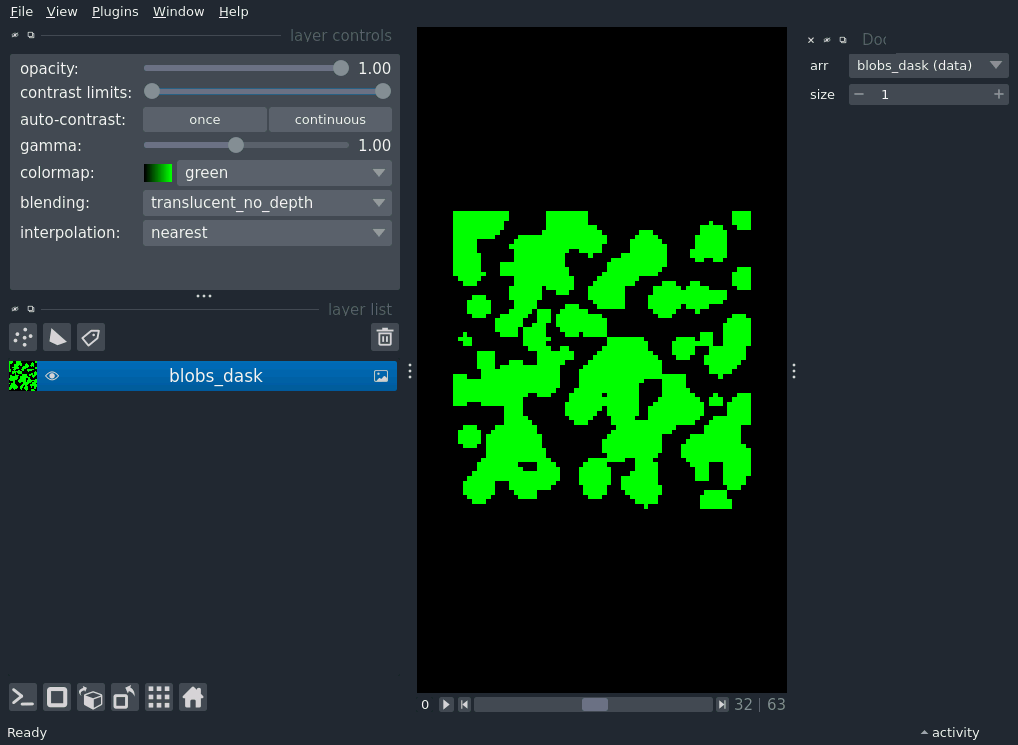 File View Plugins Window Help
layer controls
opacity: 1.00
contrast limits:
auto-contrast: once continuous
gamma: 1.00
colormap: green
blending: translucent_no_depth
interpolation: nearest
layer list
blobs_dask
0 32 | 63
Doc
arr blobs_dask (data)
size 1
Ready
activity